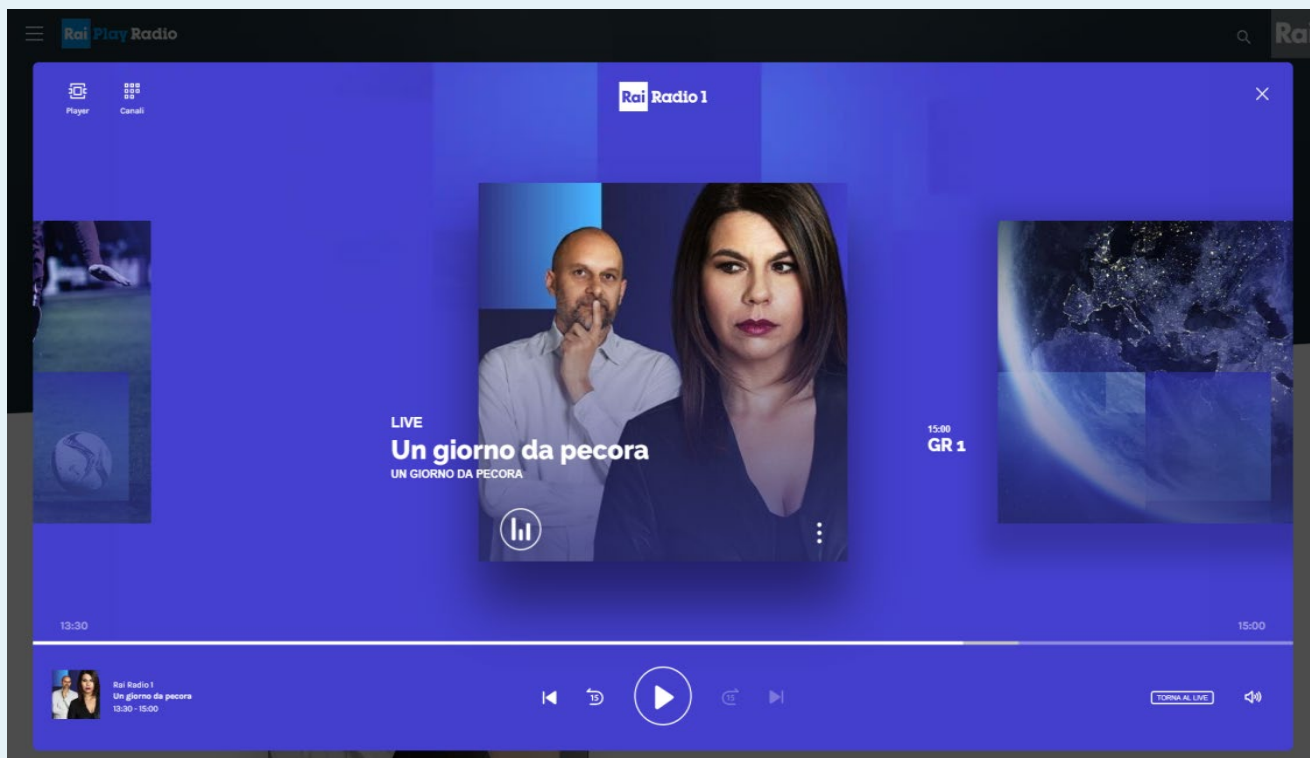 Rai Play Radio
Ra
Player
Canali
Rai Radio 1
LIVE
Un giorno da pecora
UN GIORNO DA PECORA
15:00
GR 1
13:30
15:00
Rai Radio 1
Un giorno da pecora
13:30 - 15:00
15
15
TORNA AL LIVE